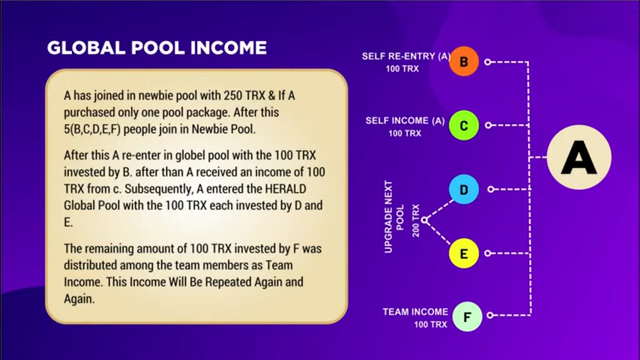 GLOBAL POOL INCOME
A has joined in newbie pool with 250 TRX & If A
purchased only one pool package. After this
5(B,C,D,E,F) people join in Newbie Pool.
After this A re-enter in globel pool with the 100 TRX
invested by B. after than A received an income of 100
TRX from c. Subsequently, A entered the HERALD
Global Pool with the 100 TRX each invested by D and
E.
The remaining amount of 100 TRX invested by F was
distributed among the team members as Team
Income. This Income Will Be Repeated Again and
Again.
SELF RE-ENTRY (A)
100 TRX
B
SELF INCOME (A)
100 TRX
C
UPGRADE NEXT
POOL
200 TRX
D
E
TEAM INCOME
100 TRX
F
A